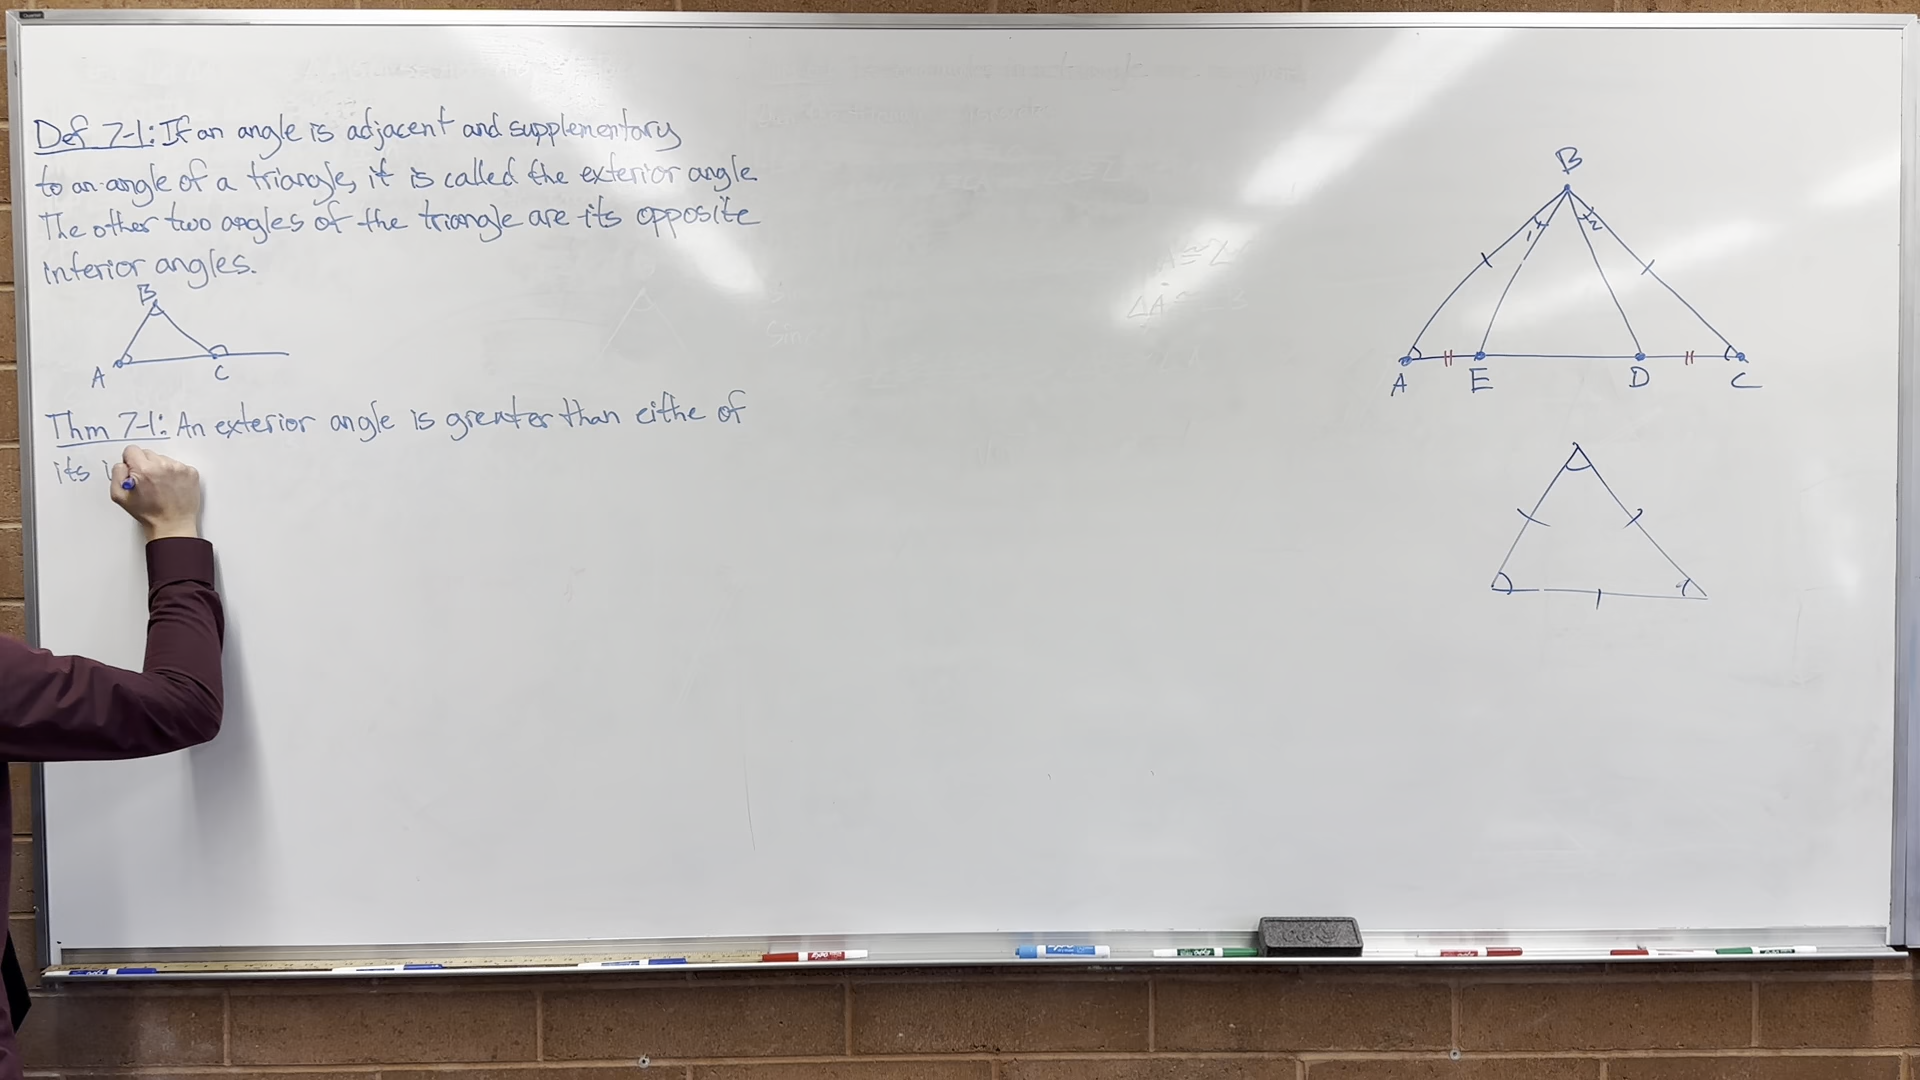 Def 7-1: If an angle is adjacent and supplementary
to an angle of a triangle, it is called the exterior angle.
The other two angles of the triangle are its opposite
interior angles.
B
A
C
Thm 7-1: An exterior angle is greater than eithe of
its
B
1
2
A
E
D
C